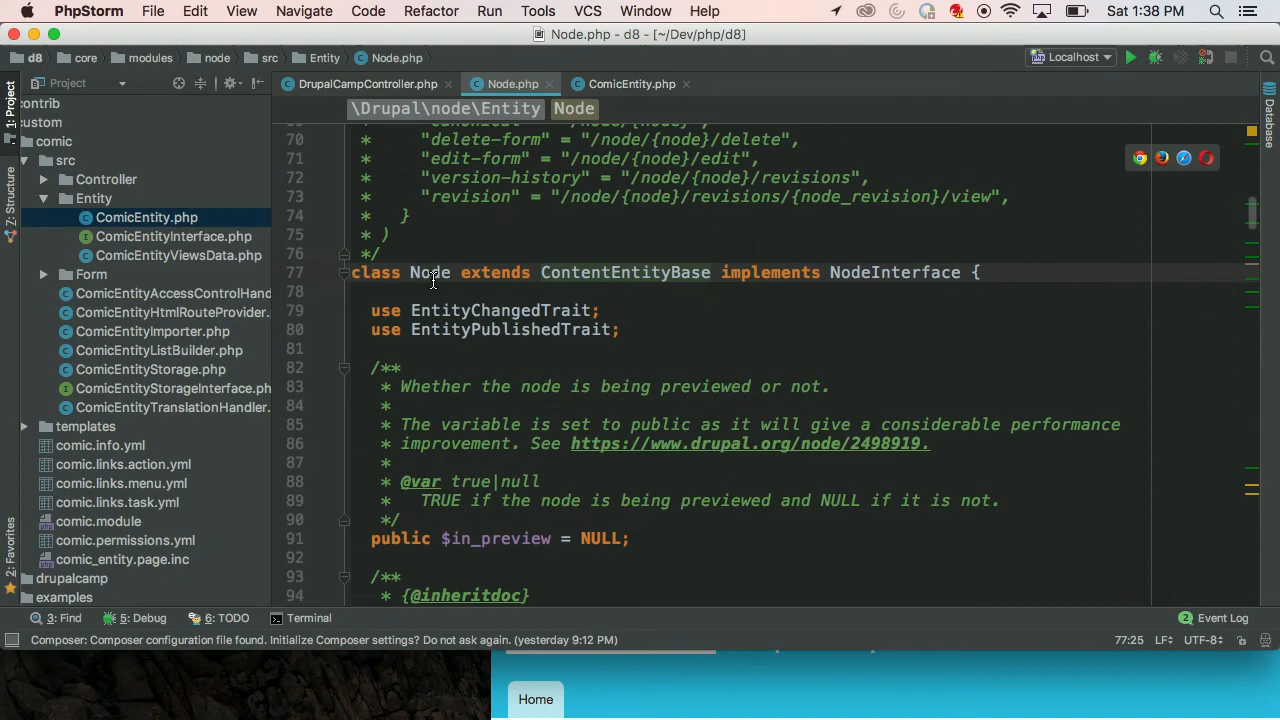 PhpStorm File Edit View Navigate Code Refactor Run Tools VCS Window Help Sat 1:38 PM
Node.php - d8 - [~/Dev/php/d8]
d8 core modules node src Entity Node.php Localhost
Project DrupalCampController.php × Node.php × ComicEntity.php ×
\Drupal\node\Entity Node
1: Project
Z: Structure
2: Favorites
Database
contrib
custom
comic
src
Controller
Entity
ComicEntity.php
ComicEntityInterface.php
ComicEntityViewsData.php
Form
ComicEntityAccessControlHand
ComicEntityHtmlRouteProvider.
ComicEntityImporter.php
ComicEntityListBuilder.php
ComicEntityStorage.php
ComicEntityStorageInterface.ph
ComicEntityTranslationHandler.
templates
comic.info.yml
comic.links.action.yml
comic.links.menu.yml
comic.links.task.yml
comic.module
comic.permissions.yml
comic_entity.page.inc
drupalcamp
examples
70 * "delete-form" = "/node/{node}/delete",
71 * "edit-form" = "/node/{node}/edit",
72 * "version-history" = "/node/{node}/revisions",
73 * "revision" = "/node/{node}/revisions/{node_revision}/view",
74 * }
75 * )
76 */
77 class Node extends ContentEntityBase implements NodeInterface {
78
79 use EntityChangedTrait;
80 use EntityPublishedTrait;
81
82 /**
83 * Whether the node is being previewed or not.
84 *
85 * The variable is set to public as it will give a considerable performance
86 * improvement. See https://www.drupal.org/node/2498919.
87 *
88 * @var true|null
89 * TRUE if the node is being previewed and NULL if it is not.
90 */
91 public $in_preview = NULL;
92
93 /**
94 * {@inheritdoc}
3: Find 5: Debug 6: TODO Terminal 2 Event Log
Composer: Composer configuration file found. Initialize Composer settings? Do not ask again. (yesterday 9:12 PM) 77:25 LF÷ UTF-8÷
Home